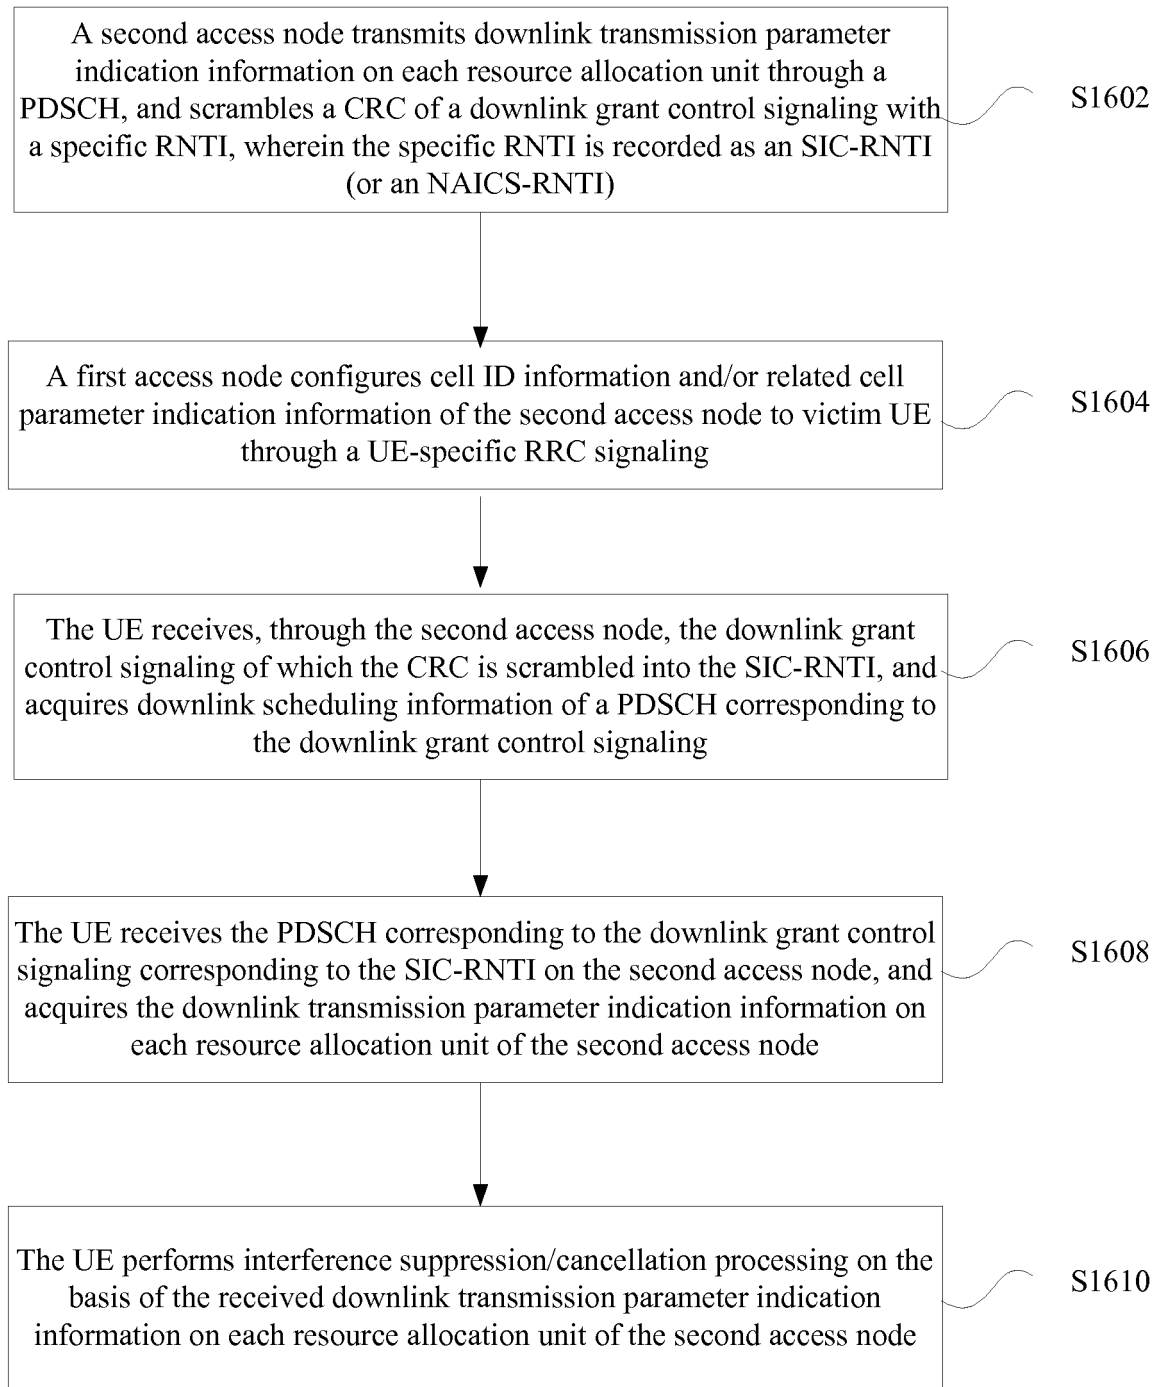 A second access node transmits downlink transmission parameter
indication information on each resource allocation unit through a
PDSCH, and scrambles a CRC of a downlink grant control signaling with
a specific RNTI, wherein the specific RNTI is recorded as an SIC-RNTI
(or an NAICS-RNTI)
S1602
A first access node configures cell ID information and/or related cell
parameter indication information of the second access node to victim UE
through a UE-specific RRC signaling
S1604
The UE receives, through the second access node, the downlink grant
control signaling of which the CRC is scrambled into the SIC-RNTI, and
acquires downlink scheduling information of a PDSCH corresponding to
the downlink grant control signaling
S1606
The UE receives the PDSCH corresponding to the downlink grant control
signaling corresponding to the SIC-RNTI on the second access node, and
acquires the downlink transmission parameter indication information on
each resource allocation unit of the second access node
S1608
The UE performs interference suppression/cancellation processing on the
basis of the received downlink transmission parameter indication
information on each resource allocation unit of the second access node
S1610